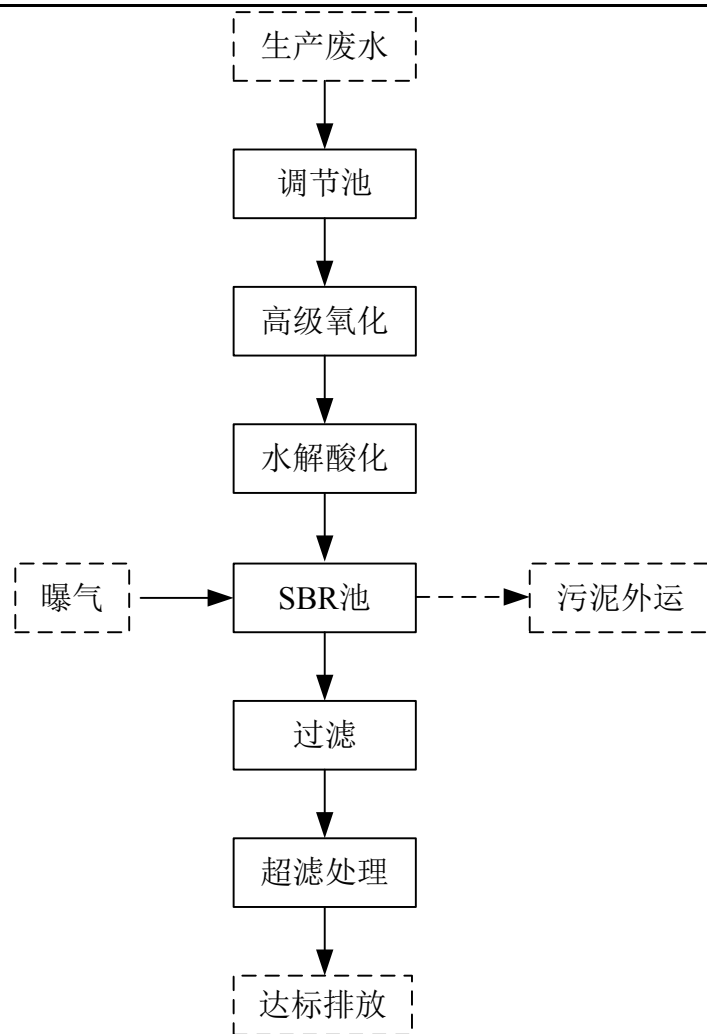 生产废水
调节池
高级氧化
水解酸化
曝气
SBR池
污泥外运
过滤
超滤处理
达标排放